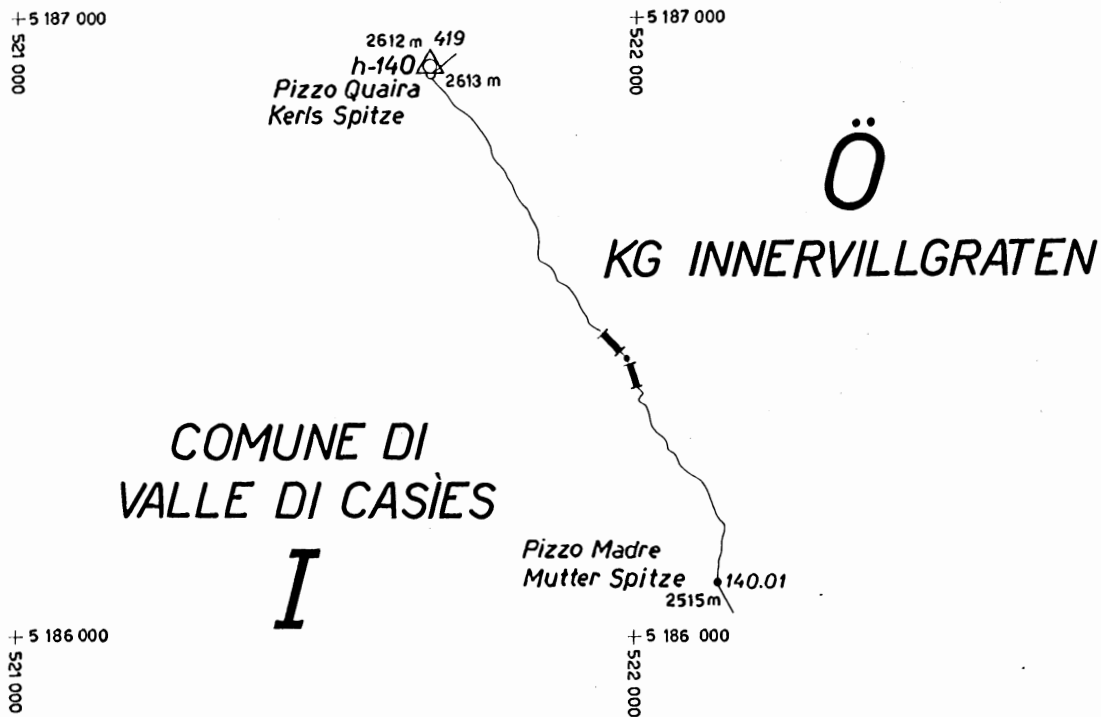 + 5 187 000
521 000
+ 5 187 000
522 000
2612 m 419
h-140
2613 m
Pizzo Quaira
Kerls Spitze
Ö
KG INNERVILLGRATEN
COMUNE DI
VALLE DI CASÌES
I
Pizzo Madre
Mutter Spitze
140.01
2515 m
+ 5 186 000
521 000
+ 5 186 000
522 000